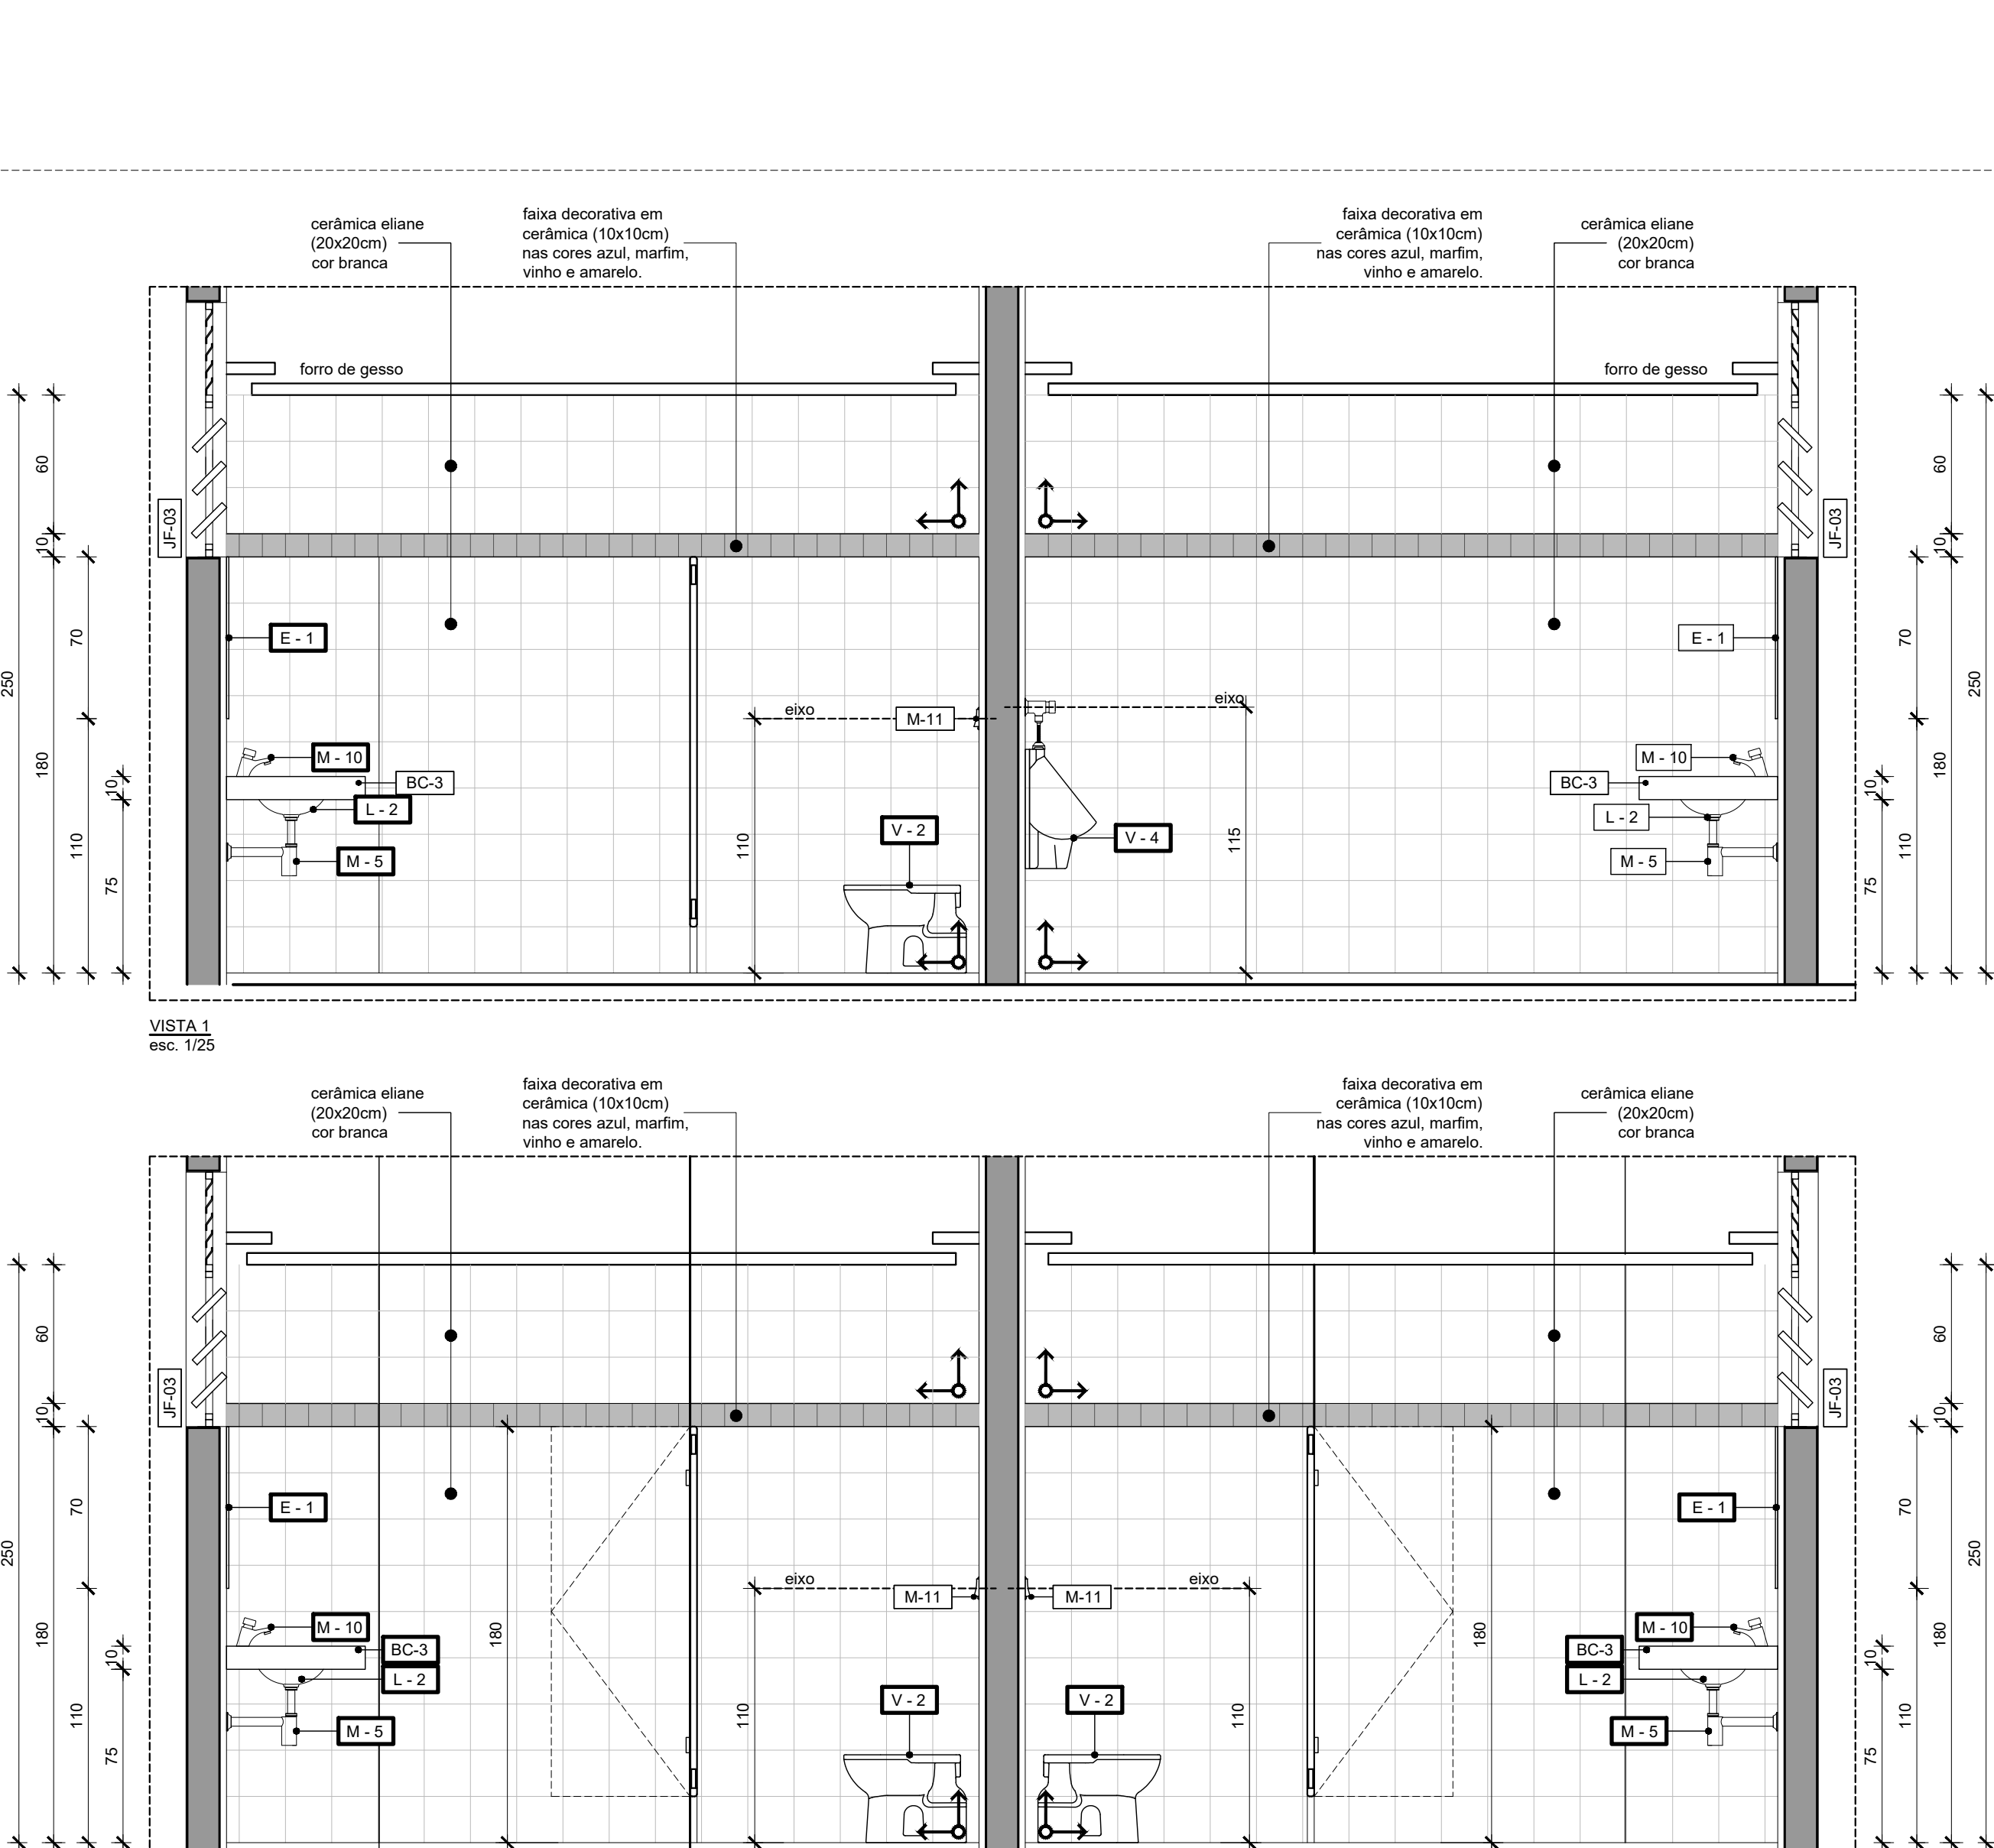 cerâmica eliane
(20x20cm)
cor branca
faixa decorativa em
cerâmica (10x10cm)
nas cores azul, marfim,
vinho e amarelo.
faixa decorativa em
cerâmica (10x10cm)
nas cores azul, marfim,
vinho e amarelo.
cerâmica eliane
(20x20cm)
cor branca
forro de gesso
forro de gesso
60
60
JF-03
JF-03
10
10
E - 1
E - 1
70
70
250
250
eixo
eixo
M-11
M - 10
M - 10
180
180
BC-3
BC-3
10
10
L - 2
L - 2
V - 2
V - 4
110
115
110
110
M - 5
M - 5
75
75
VISTA 1
esc. 1/25
cerâmica eliane
(20x20cm)
cor branca
faixa decorativa em
cerâmica (10x10cm)
nas cores azul, marfim,
vinho e amarelo.
faixa decorativa em
cerâmica (10x10cm)
nas cores azul, marfim,
vinho e amarelo.
cerâmica eliane
(20x20cm)
cor branca
60
60
JF-03
JF-03
10
10
E - 1
E - 1
70
70
250
250
eixo
eixo
M-11
M-11
M - 10
M - 10
180
180
180
180
BC-3
BC-3
10
10
L - 2
L - 2
V - 2
V - 2
110
110
110
110
M - 5
M - 5
75
75